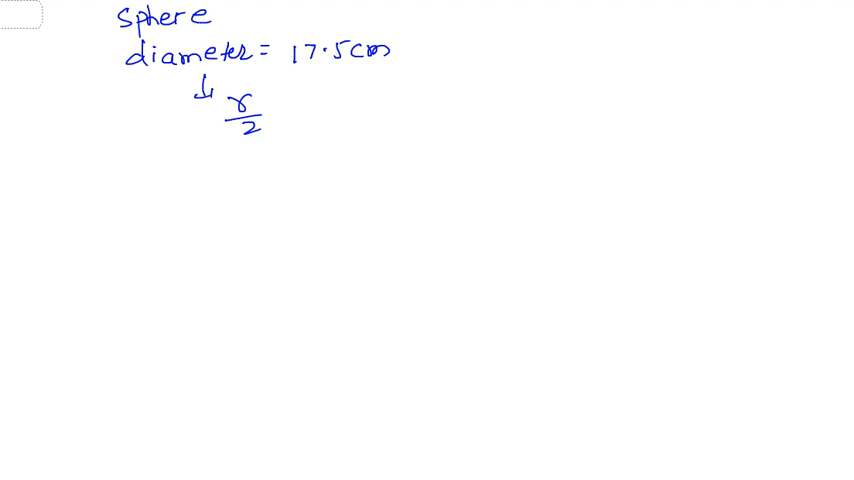 sphere
diameter = 17.5cm
↓
r
2